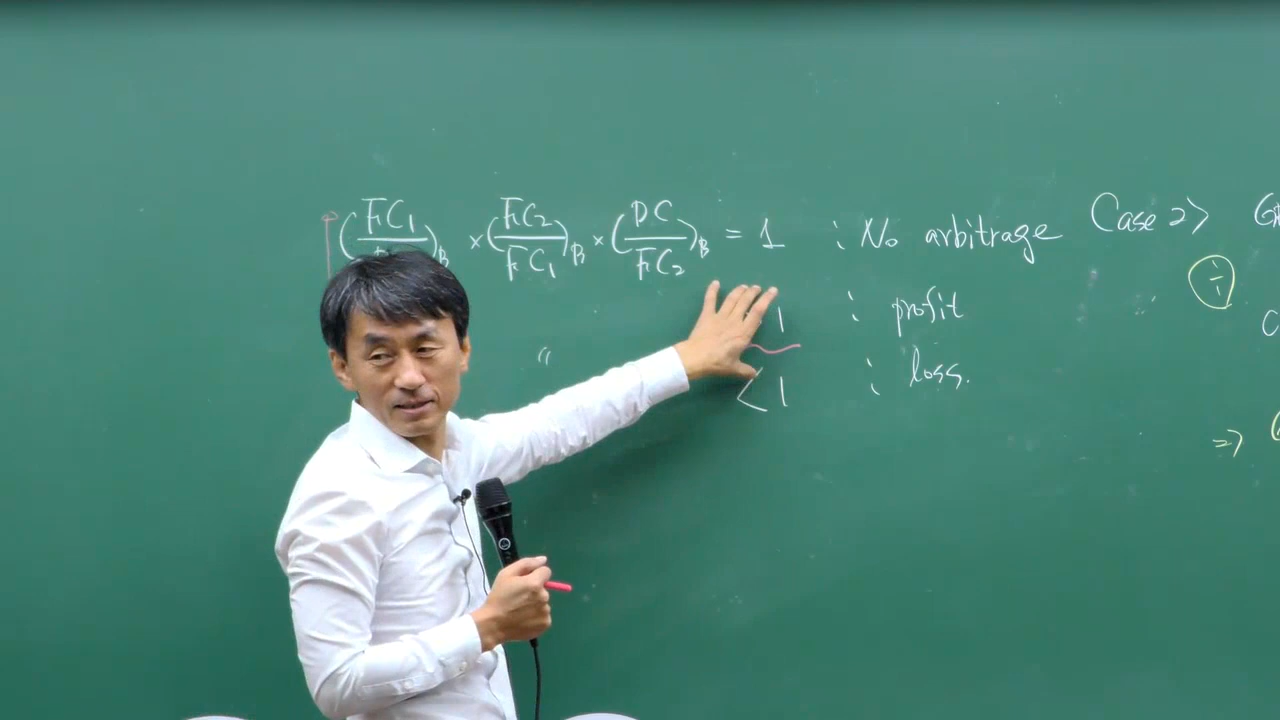 (FC₁/)B × (FC₂/FC₁)B × (DC/FC₂)B = 1 : No arbitrage Case 2>
÷
1 : profit
"
< 1 : loss.
=>